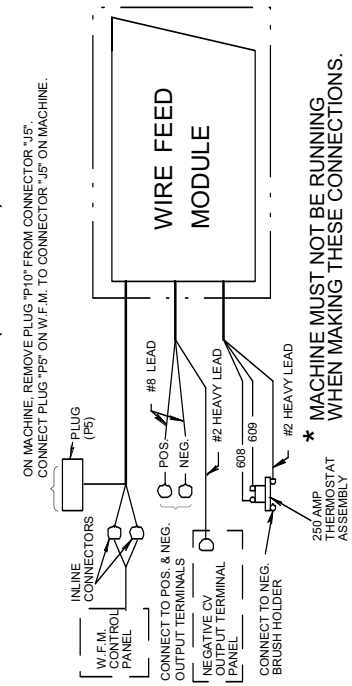 ON MACHINE, REMOVE PLUG "P10" FROM CONNECTOR "J5".
CONNECT PLUG "P5" ON W.F.M. TO CONNECTOR "J5" ON MACHINE.
PLUG
(P5)
INLINE
CONNECTORS
W.F.M.
CONTROL
PANEL
POS.
NEG.
#8 LEAD
CONNECT TO POS. & NEG.
OUTPUT TERMINALS
#2 HEAVY LEAD
NEGATIVE CV
OUTPUT TERMINAL
PANEL
608
609
#2 HEAVY LEAD
CONNECT TO NEG.
BRUSH HOLDER
250 AMP
THERMOSTAT
ASSEMBLY
WIRE FEED
MODULE
* MACHINE MUST NOT BE RUNNING
WHEN MAKING THESE CONNECTIONS.